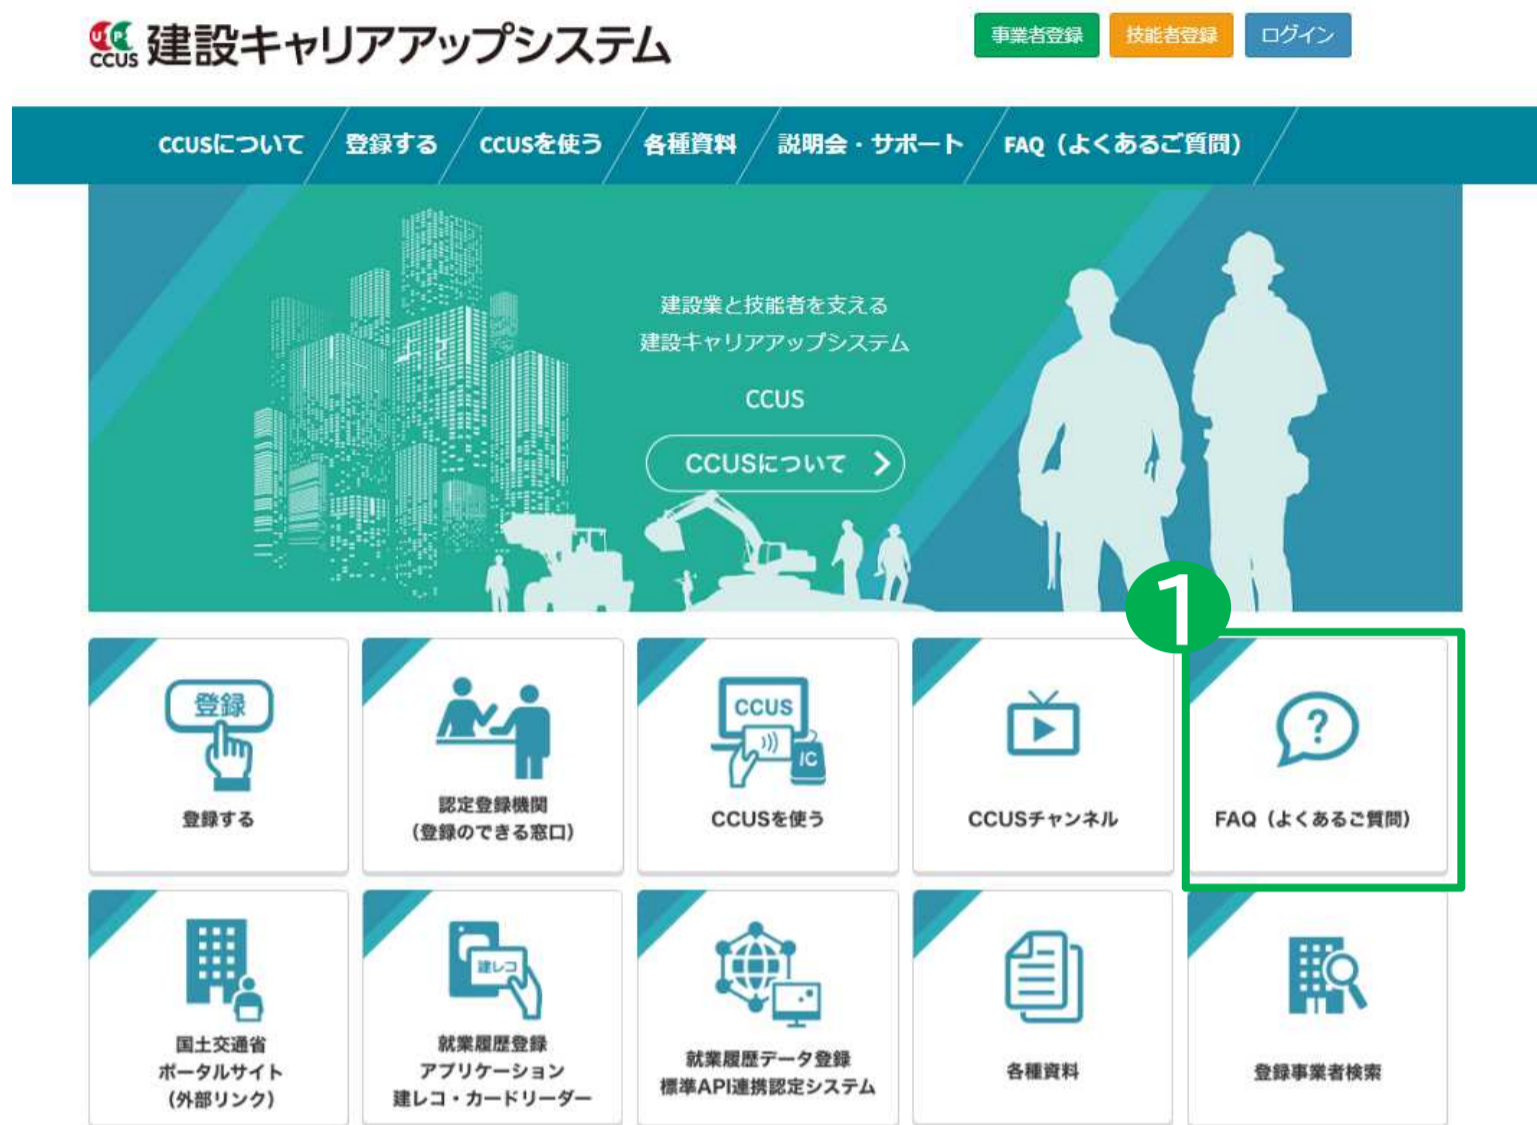 CCUS 建設キャリアアップシステム
事業者登録 技能者登録 ログイン
CCUSについて 登録する CCUSを使う 各種資料 説明会・サポート FAQ（よくあるご質問）
建設業と技能者を支える
建設キャリアアップシステム
CCUS
CCUSについて
1
登録
登録する
認定登録機関
（登録のできる窓口）
CCUS
IC
CCUSを使う
CCUSチャンネル
?
FAQ（よくあるご質問）
国土交通省
ポータルサイト
（外部リンク）
建レコ
就業履歴登録
アプリケーション
建レコ・カードリーダー
就業履歴データ登録
標準API連携認定システム
各種資料
登録事業者検索